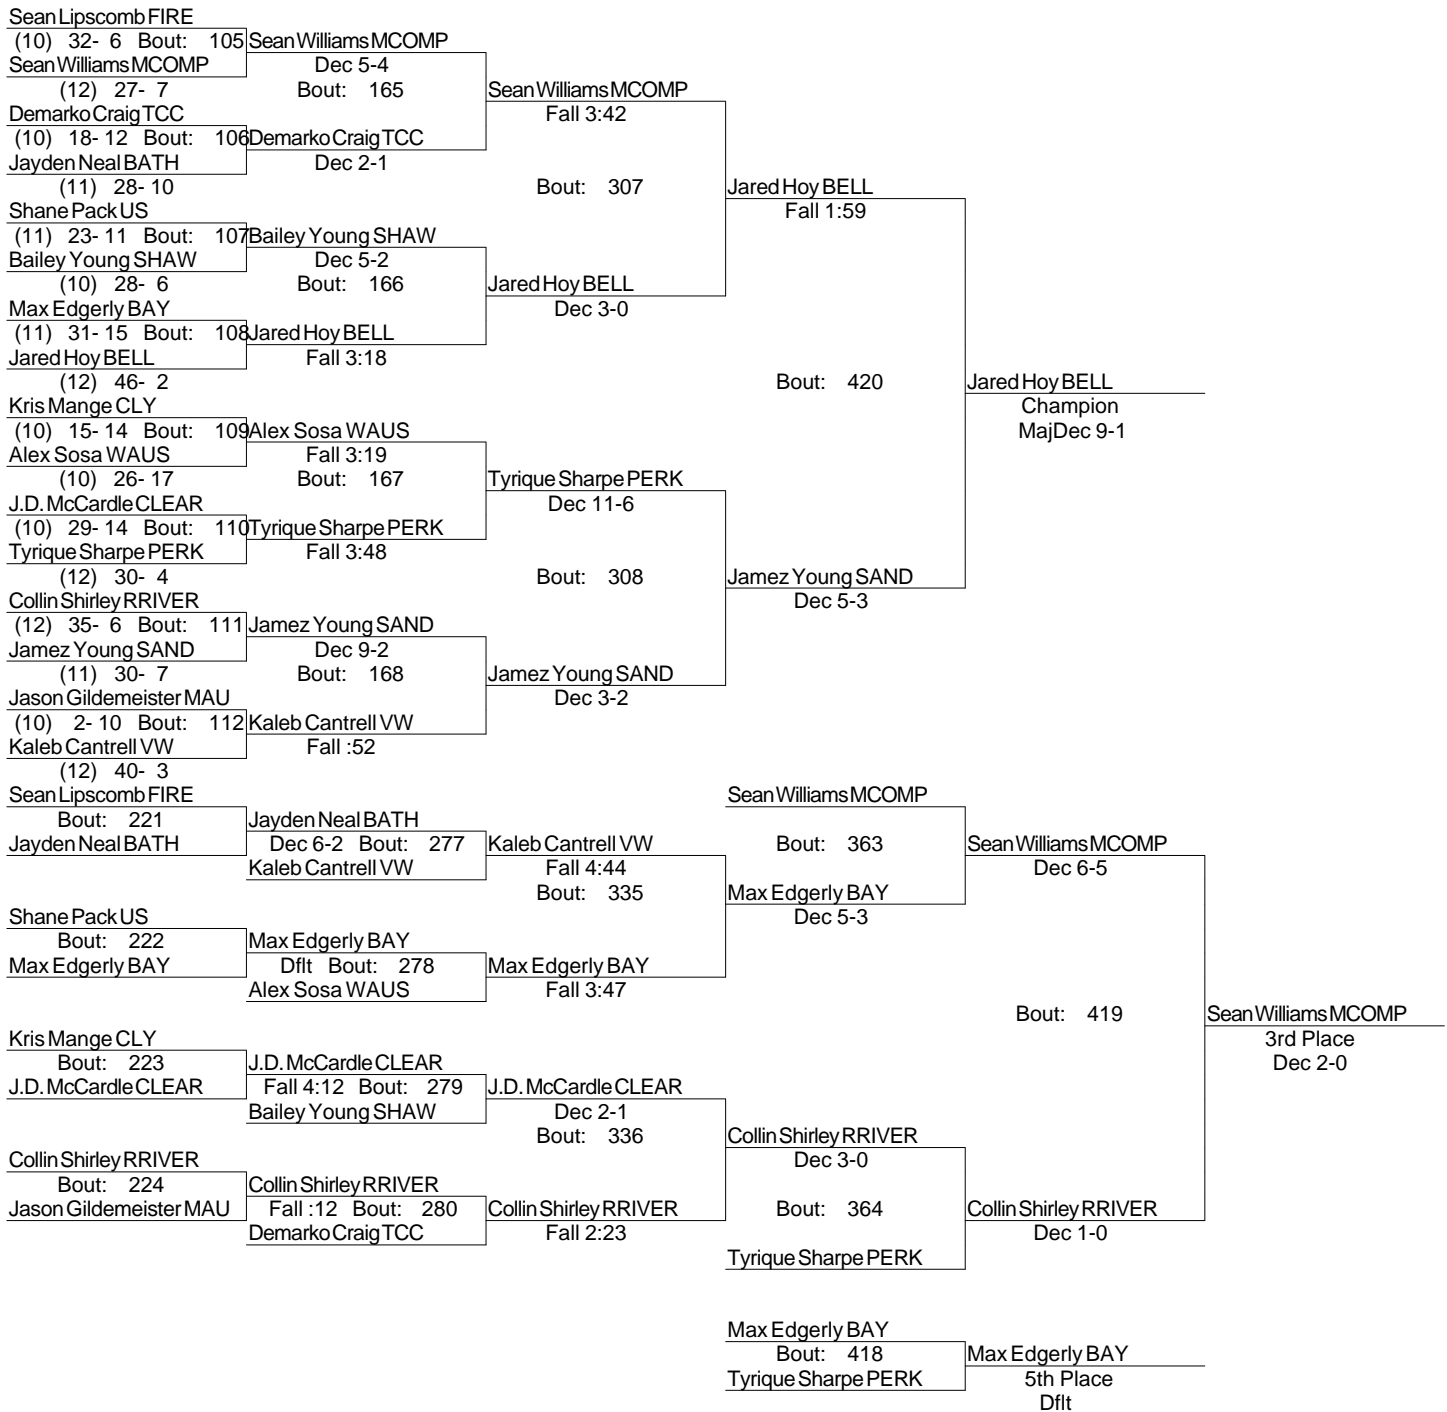 Sean Lipscomb FIRE
(10) 32- 6 Bout: 105 Sean Williams MCOMP
Sean Williams MCOMP Dec 5-4
(12) 27- 7 Bout: 165 Sean Williams MCOMP
Demarko Craig TCC Fall 3:42
(10) 18- 12 Bout: 106 Demarko Craig TCC
Jayden Neal BATH Dec 2-1
(11) 28- 10 Bout: 307 Jared Hoy BELL
Shane Pack US Fall 1:59
(11) 23- 11 Bout: 107 Bailey Young SHAW
Bailey Young SHAW Dec 5-2
(10) 28- 6 Bout: 166 Jared Hoy BELL
Max Edgerly BAY Dec 3-0
(11) 31- 15 Bout: 108 Jared Hoy BELL
Jared Hoy BELL Fall 3:18
(12) 46- 2 Bout: 420 Jared Hoy BELL
Kris Mange CLY Champion
(10) 15- 14 Bout: 109 Alex Sosa WAUS MajDec 9-1
Alex Sosa WAUS Fall 3:19
(10) 26- 17 Bout: 167 Tyrique Sharpe PERK
J.D. McCardle CLEAR Dec 11-6
(10) 29- 14 Bout: 110 Tyrique Sharpe PERK
Tyrique Sharpe PERK Fall 3:48
(12) 30- 4 Bout: 308 Jamez Young SAND
Collin Shirley RRIVER Dec 5-3
(12) 35- 6 Bout: 111 Jamez Young SAND
Jamez Young SAND Dec 9-2
(11) 30- 7 Bout: 168 Jamez Young SAND
Jason Gildemeister MAU Dec 3-2
(10) 2- 10 Bout: 112 Kaleb Cantrell VW
Kaleb Cantrell VW Fall :52
(12) 40- 3
Sean Lipscomb FIRE Sean Williams MCOMP
Bout: 221 Jayden Neal BATH
Jayden Neal BATH Dec 6-2 Bout: 277 Kaleb Cantrell VW Bout: 363 Sean Williams MCOMP
Kaleb Cantrell VW Fall 4:44 Dec 6-5
Bout: 335 Max Edgerly BAY
Shane Pack US Dec 5-3
Bout: 222 Max Edgerly BAY
Max Edgerly BAY Dflt Bout: 278 Max Edgerly BAY
Alex Sosa WAUS Fall 3:47
Bout: 419 Sean Williams MCOMP
Kris Mange CLY 3rd Place
Bout: 223 J.D. McCardle CLEAR Dec 2-0
J.D. McCardle CLEAR Fall 4:12 Bout: 279 J.D. McCardle CLEAR
Bailey Young SHAW Dec 2-1
Bout: 336 Collin Shirley RRIVER
Collin Shirley RRIVER Dec 3-0
Bout: 224 Collin Shirley RRIVER
Jason Gildemeister MAU Fall :12 Bout: 280 Collin Shirley RRIVER Bout: 364 Collin Shirley RRIVER
Demarko Craig TCC Fall 2:23 Dec 1-0
Tyrique Sharpe PERK
Max Edgerly BAY
Bout: 418 Max Edgerly BAY
Tyrique Sharpe PERK 5th Place
Dflt